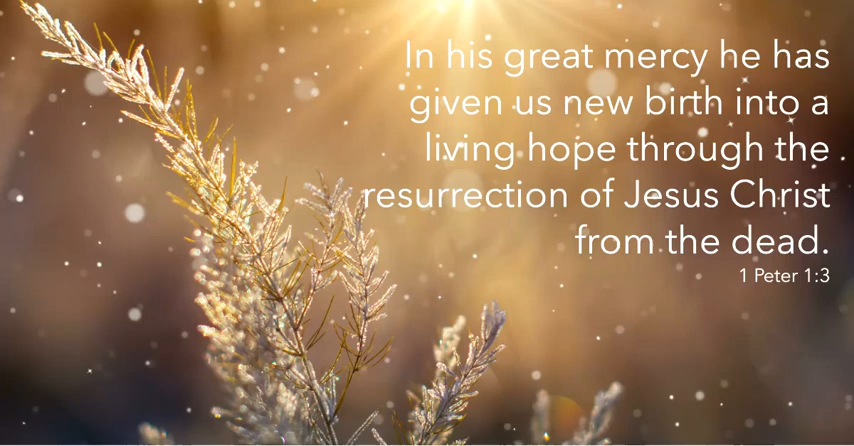 In his great mercy he has
given us new birth into a
living hope through the
resurrection of Jesus Christ
from the dead.
1 Peter 1:3